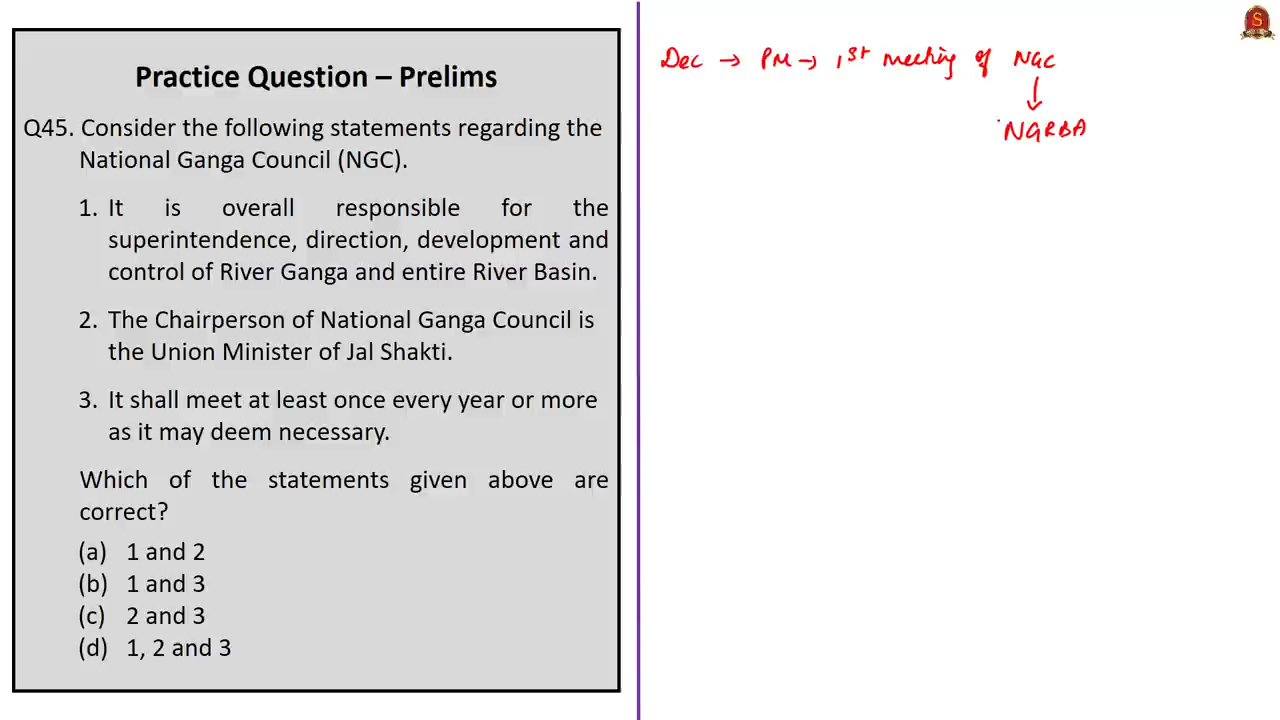 Practice Question – Prelims
Q45. Consider the following statements regarding the
National Ganga Council (NGC).
1. It is overall responsible for the
superintendence, direction, development and
control of River Ganga and entire River Basin.
2. The Chairperson of National Ganga Council is
the Union Minister of Jal Shakti.
3. It shall meet at least once every year or more
as it may deem necessary.
Which of the statements given above are
correct?
(a) 1 and 2
(b) 1 and 3
(c) 2 and 3
(d) 1, 2 and 3
Dec → PM → 1st meeting of NGC
↓
NGRBA
S